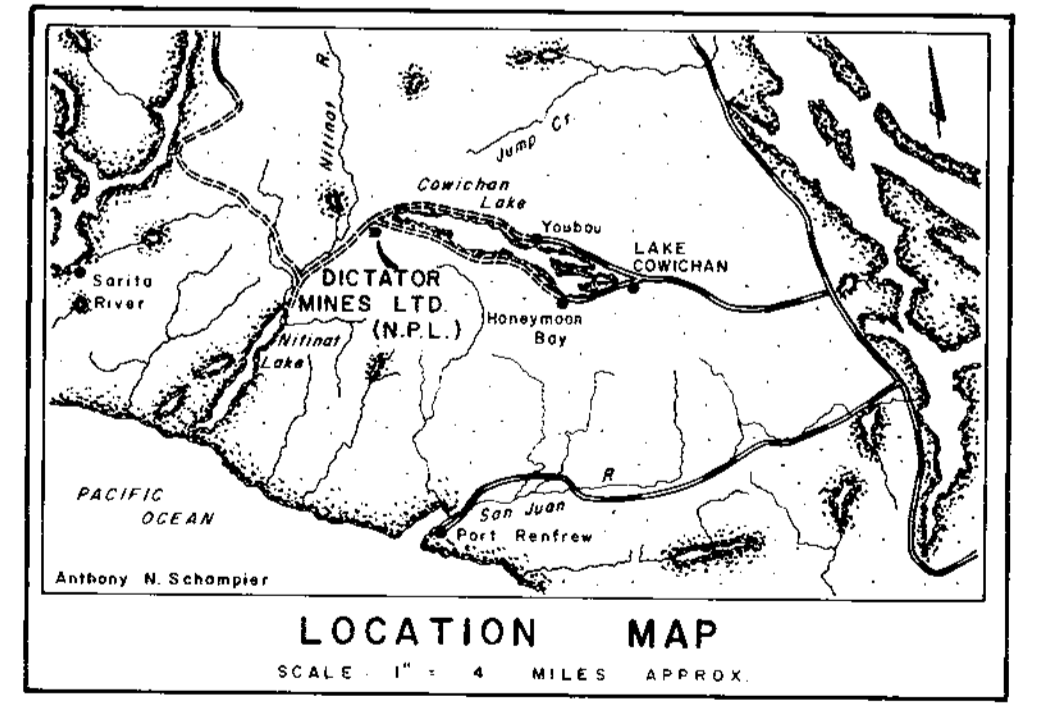 Nitinat R.
Jump Cr.
Cowichan
Lake
Youbou
LAKE
COWICHAN
Sarita
River
DICTATOR
MINES LTD.
(N.P.L.)
Honeymoon
Bay
Nitinat
Lake
PACIFIC
OCEAN
San Juan R
Port Renfrew
Anthony N. Schampier
LOCATION MAP
SCALE . 1" = 4 MILES APPROX.